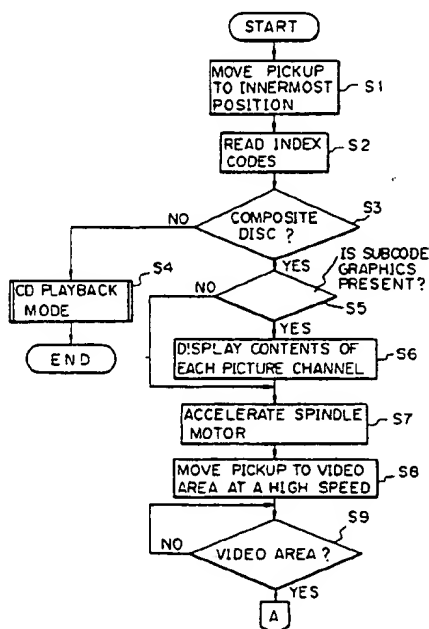 START
MOVE PICKUP
TO INNERMOST
POSITION
S1
READ INDEX
CODES
S2
COMPOSITE
DISC ?
S3
NO
YES
CD PLAYBACK
MODE
S4
END
IS SUBCODE
GRAPHICS
PRESENT?
S5
NO
YES
DISPLAY CONTENTS OF
EACH PICTURE CHANNEL
S6
ACCELERATE SPINDLE
MOTOR
S7
MOVE PICKUP TO VIDEO
AREA AT A HIGH SPEED
S8
VIDEO AREA ?
S9
NO
YES
A